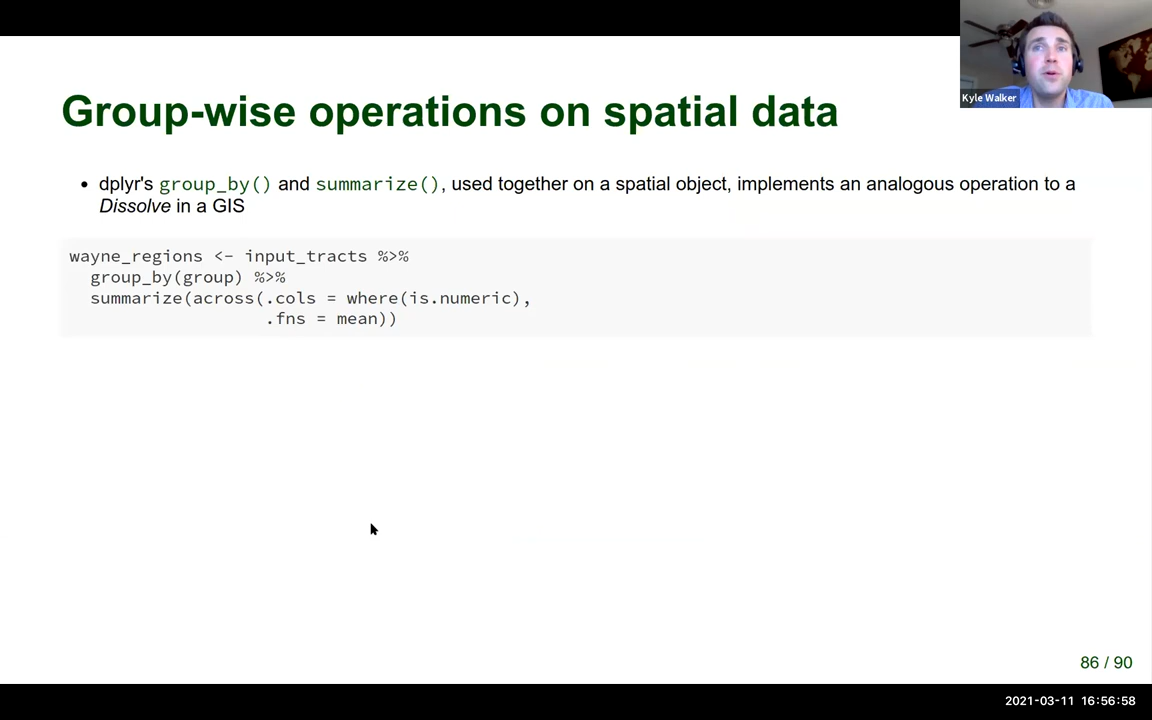 Kyle Walker
Group-wise operations on spatial data
• dplyr's group_by() and summarize(), used together on a spatial object, implements an analogous operation to a
Dissolve in a GIS
wayne_regions <- input_tracts %>%
  group_by(group) %>%
  summarize(across(.cols = where(is.numeric),
                   .fns = mean))
86 / 90
2021-03-11 16:56:58